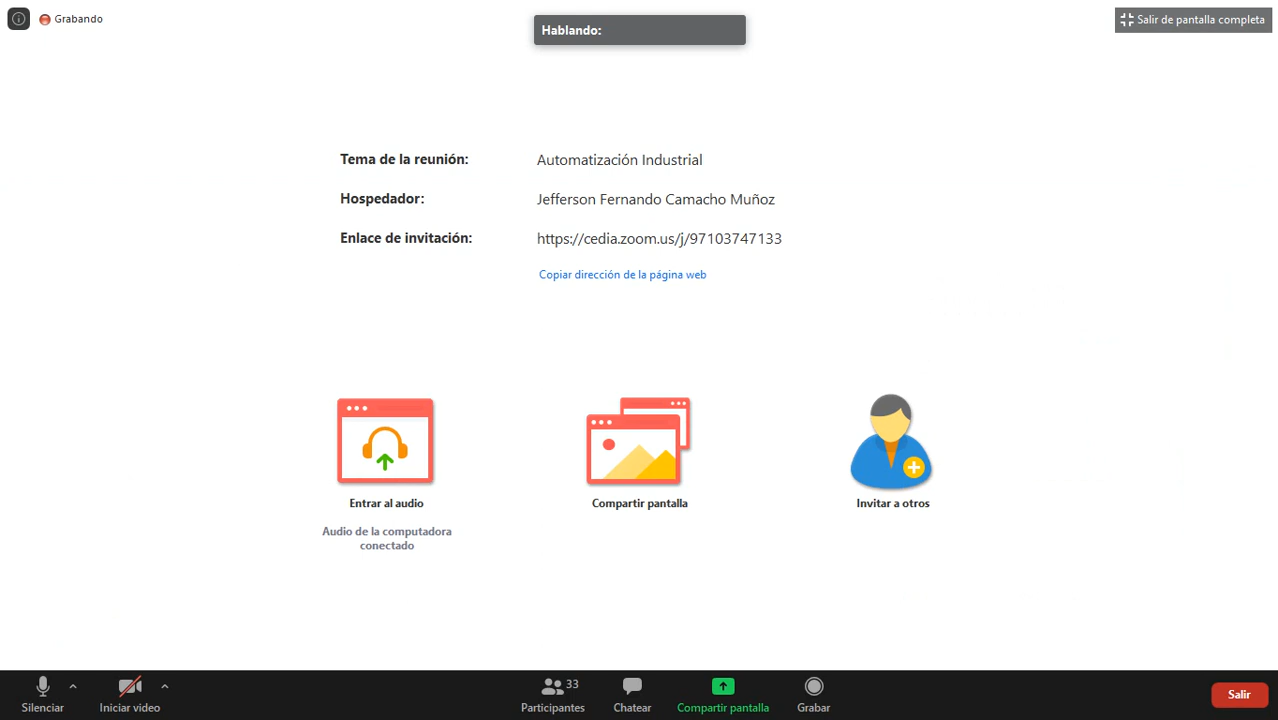 Grabando
Hablando:
Salir de pantalla completa
Tema de la reunión: Automatización Industrial
Hospedador: Jefferson Fernando Camacho Muñoz
Enlace de invitación: https://cedia.zoom.us/j/97103747133
Copiar dirección de la página web
Entrar al audio
Compartir pantalla
Invitar a otros
Audio de la computadora
conectado
Silenciar
Iniciar video
33
Participantes
Chatear
Compartir pantalla
Grabar
Salir